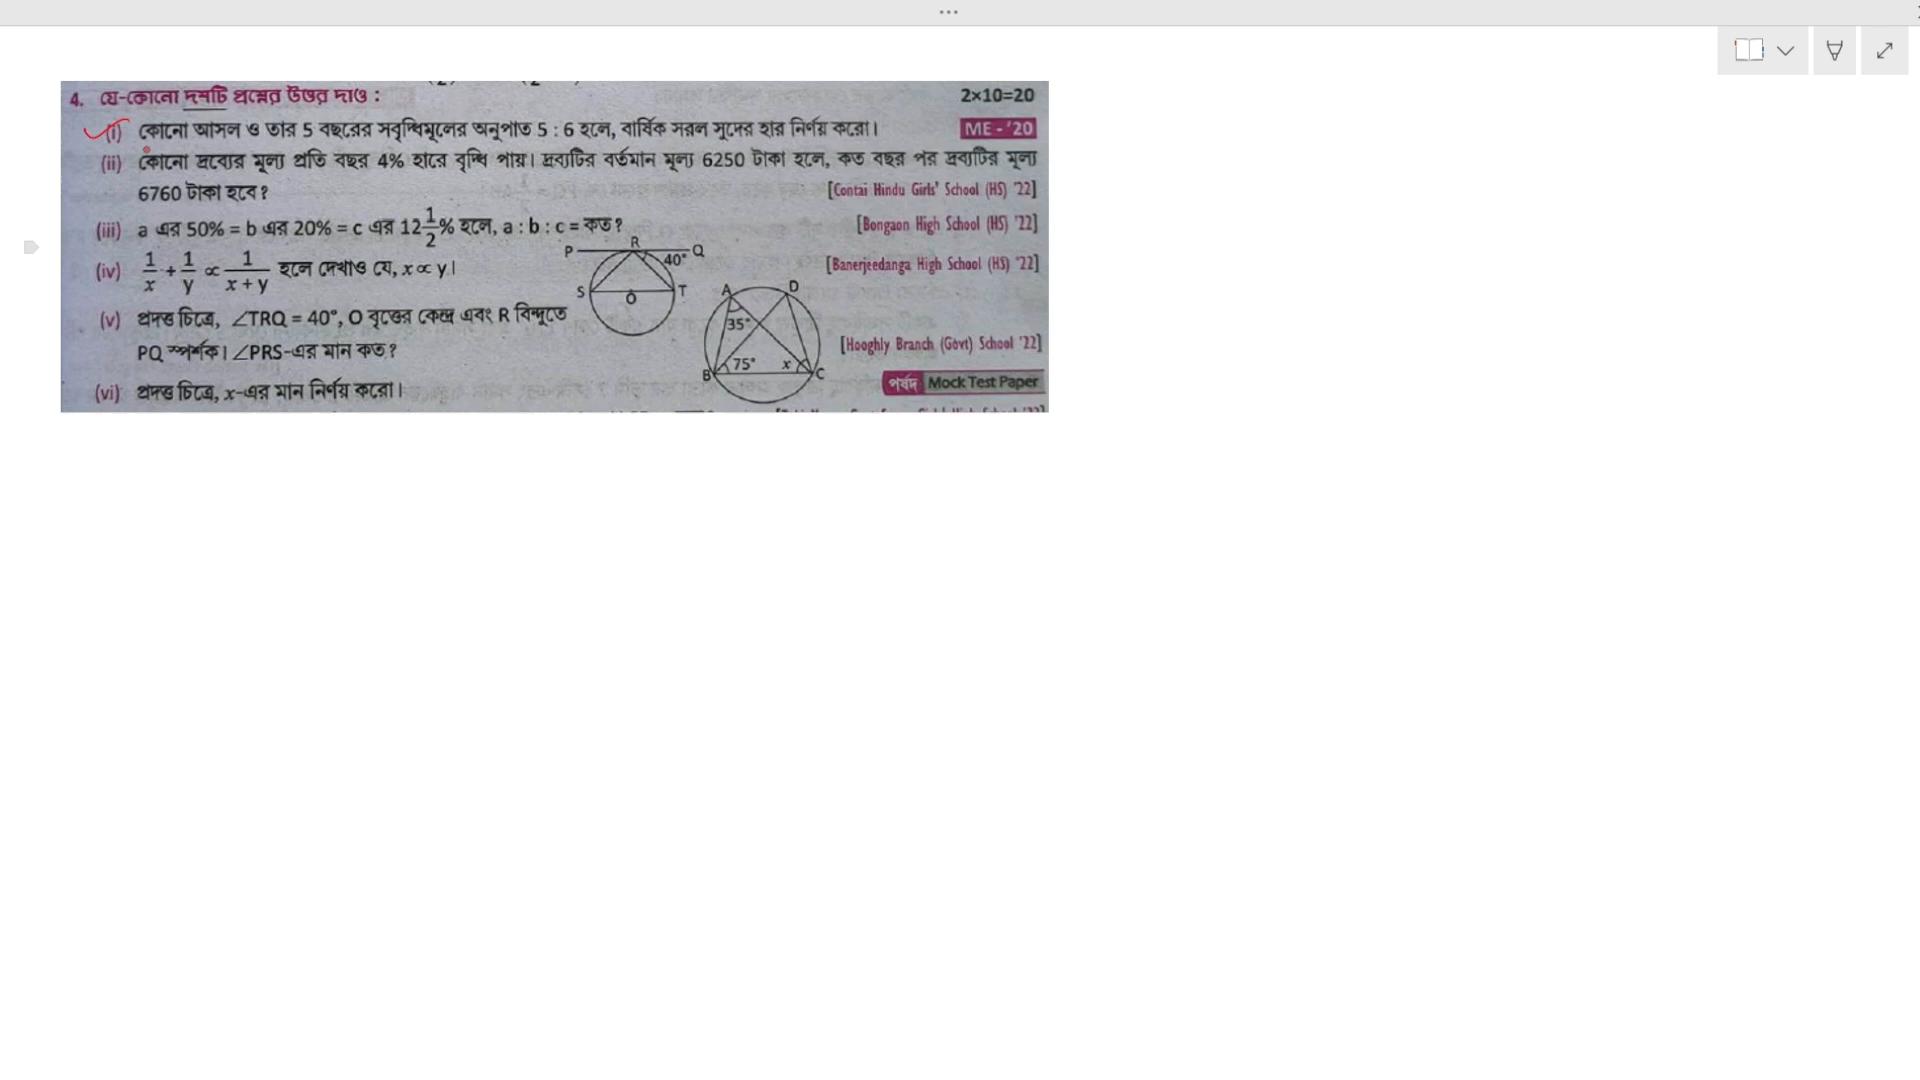 4. যে-কোনো দশটি প্রশ্নের উত্তর দাও : 2×10=20
(i) কোনো আসল ও তার 5 বছরের সবৃদ্ধিমূলের অনুপাত 5 : 6 হলে, বার্ষিক সরল সুদের হার নির্ণয় করো। ME - '20
(ii) কোনো দ্রব্যের মূল্য প্রতি বছর 4% হারে বৃদ্ধি পায়। দ্রব্যটির বর্তমান মূল্য 6250 টাকা হলে, কত বছর পর দ্রব্যটির মূল্য
6760 টাকা হবে? [Contai Hindu Girls' School (HS) '22]
(iii) a এর 50% = b এর 20% = c এর 12 1/2% হলে, a : b : c = কত? [Bongaon High School (HS) '22]
(iv) 1/x + 1/y ∝ 1/(x + y) হলে দেখাও যে, x ∝ y। [Banerjeedanga High School (HS) '22]
P R Q 40°
S O T
(v) প্রদত্ত চিত্রে, ∠TRQ = 40°, O বৃত্তের কেন্দ্র এবং R বিন্দুতে
PQ স্পর্শক। ∠PRS-এর মান কত? [Hooghly Branch (Govt) School '22]
A D
35°
B 75° x C
(vi) প্রদত্ত চিত্রে, x-এর মান নির্ণয় করো। পর্ষদ Mock Test Paper